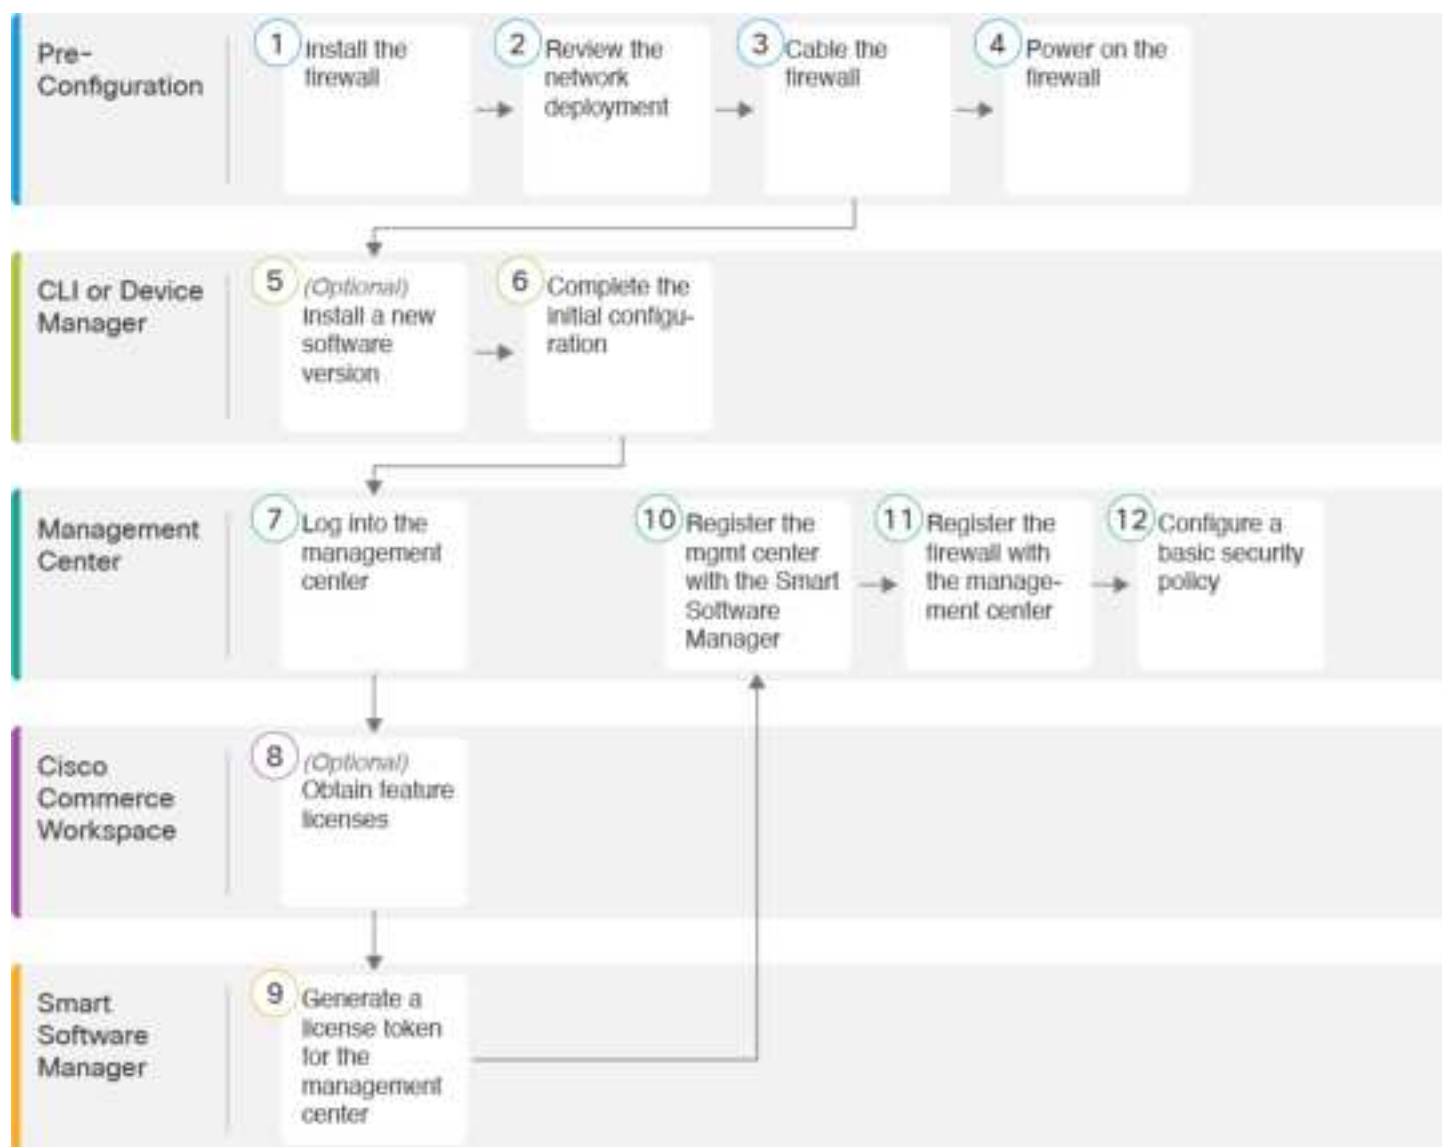 Pre-
Configuration
1
Install the
firewall
2
Review the
network
deployment
3
Cable the
firewall
4
Power on the
firewall
CLI or Device
Manager
5
(Optional)
Install a new
software
version
6
Complete the
initial configu-
ration
Management
Center
7
Log into the
management
center
10
Register the
mgmt center
with the Smart
Software
Manager
11
Register the
firewall with
the manage-
ment center
12
Configure a
basic security
policy
Cisco
Commerce
Workspace
8
(Optional)
Obtain feature
licenses
Smart
Software
Manager
9
Generate a
license token
for the
management
center